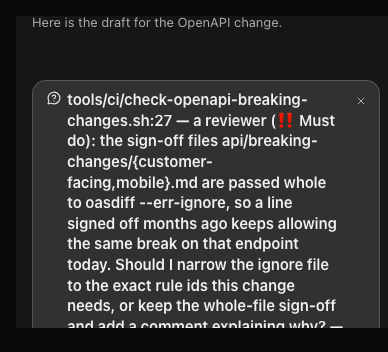 Here is the draft for the OpenAPI change.
tools/ci/check-openapi-breaking-
changes.sh:27 — a reviewer (‼️ Must
do): the sign-off files api/breaking-
changes/{customer-
facing,mobile}.md are passed whole
to oasdiff --err-ignore, so a line
signed off months ago keeps allowing
the same break on that endpoint
today. Should I narrow the ignore file
to the exact rule ids this change
needs, or keep the whole-file sign-off
and add a comment explaining why? —